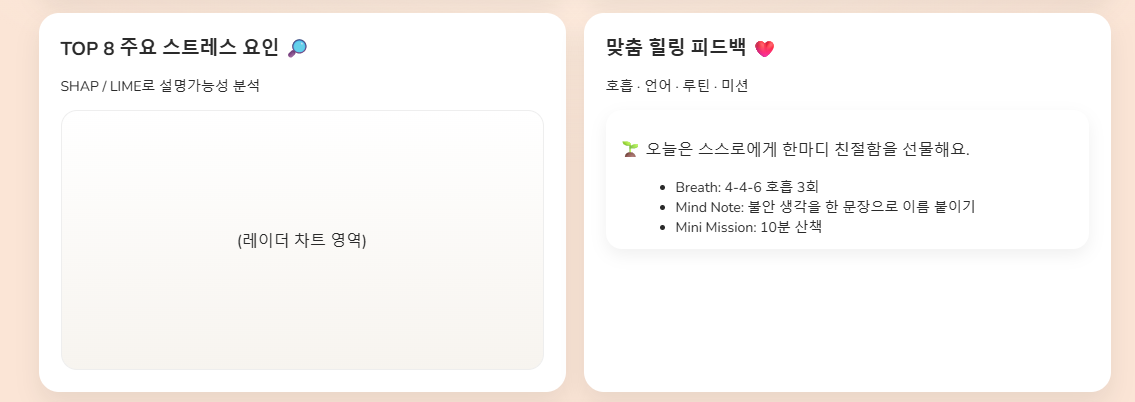 TOP 8 주요 스트레스 요인 🔎
SHAP / LIME로 설명가능성 분석
(레이더 차트 영역)
맞춤 힐링 피드백 💗
호흡 · 언어 · 루틴 · 미션
🌱 오늘은 스스로에게 한마디 친절함을 선물해요.
• Breath: 4-4-6 호흡 3회
• Mind Note: 불안 생각을 한 문장으로 이름 붙이기
• Mini Mission: 10분 산책